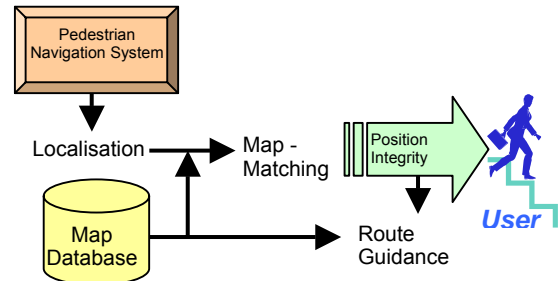 Pedestrian
Navigation System
Localisation
Map -
Matching
Position
Integrity
User
Map
Database
Route
Guidance